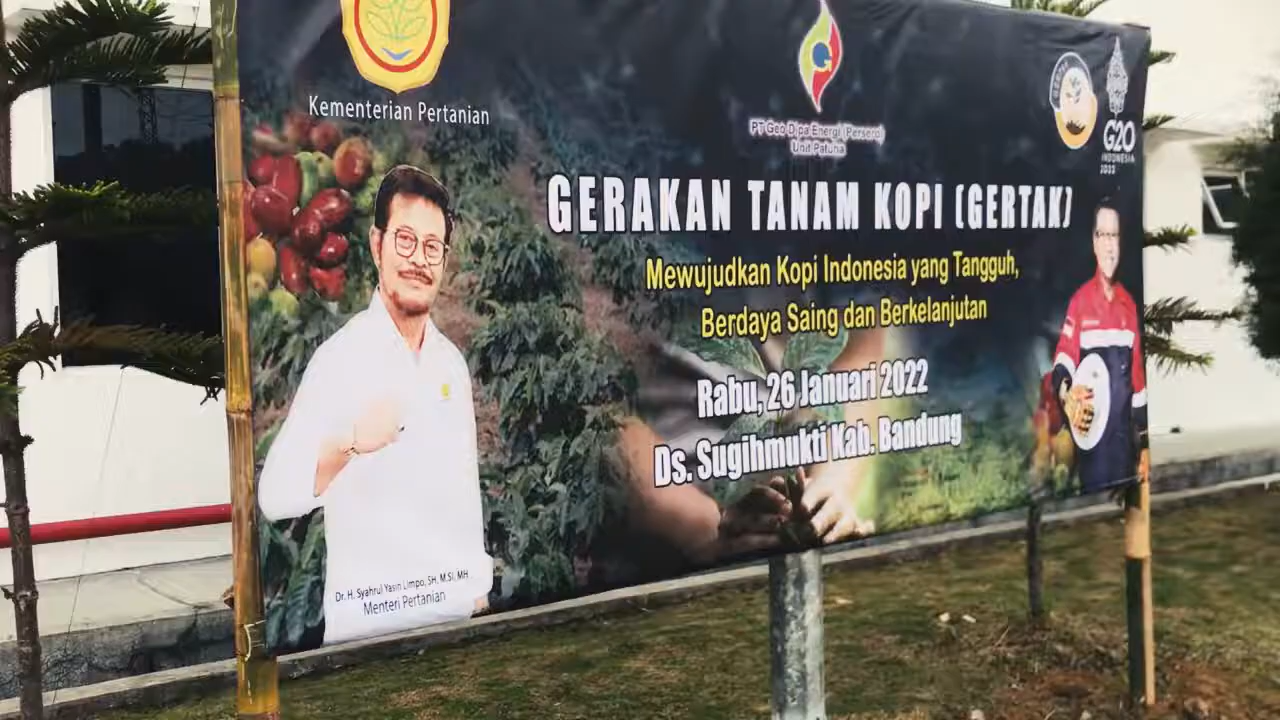 Kementerian Pertanian
PT Geo Dipa Energi (Persero)
Unit Patuha
G20
INDONESIA
2022
GERAKAN TANAM KOPI (GERTAK)
Mewujudkan Kopi Indonesia yang Tangguh,
Berdaya Saing dan Berkelanjutan
Rabu, 26 Januari 2022
Ds. Sugihmukti Kab. Bandung
Dr. H. Syahrul Yasin Limpo, SH, M.SI, MH
Menteri Pertanian